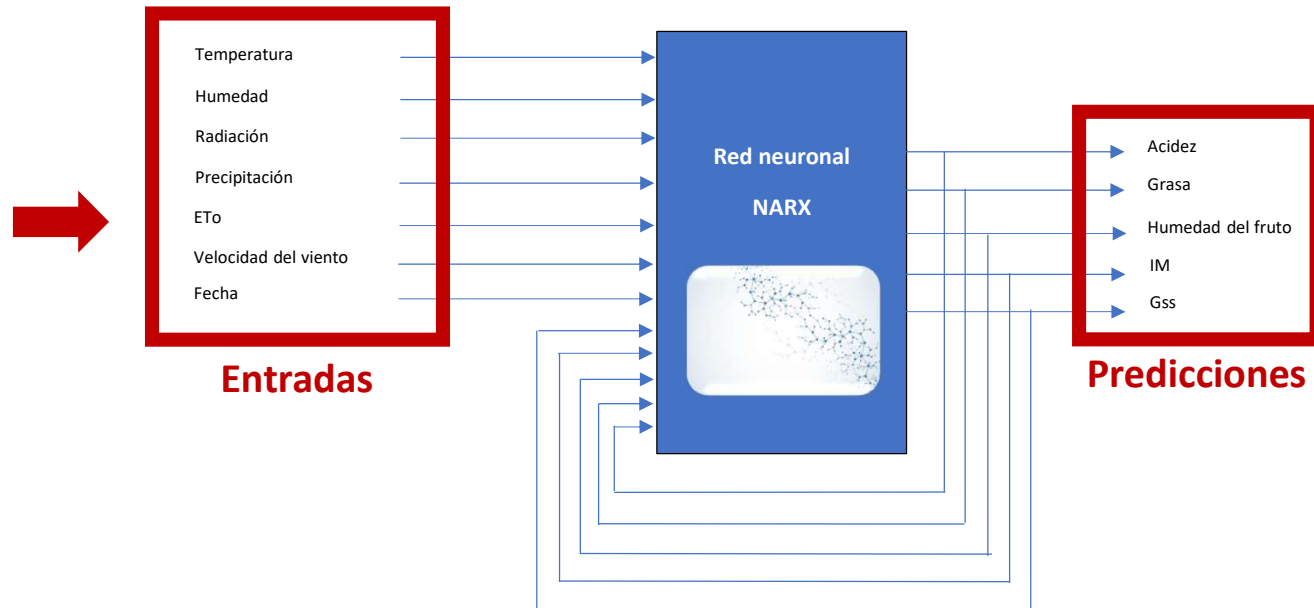 Temperatura
Humedad
Radiación
Precipitación
ETo
Velocidad del viento
Fecha
Entradas
Red neuronal
NARX
Acidez
Grasa
Humedad del fruto
IM
Gss
Predicciones